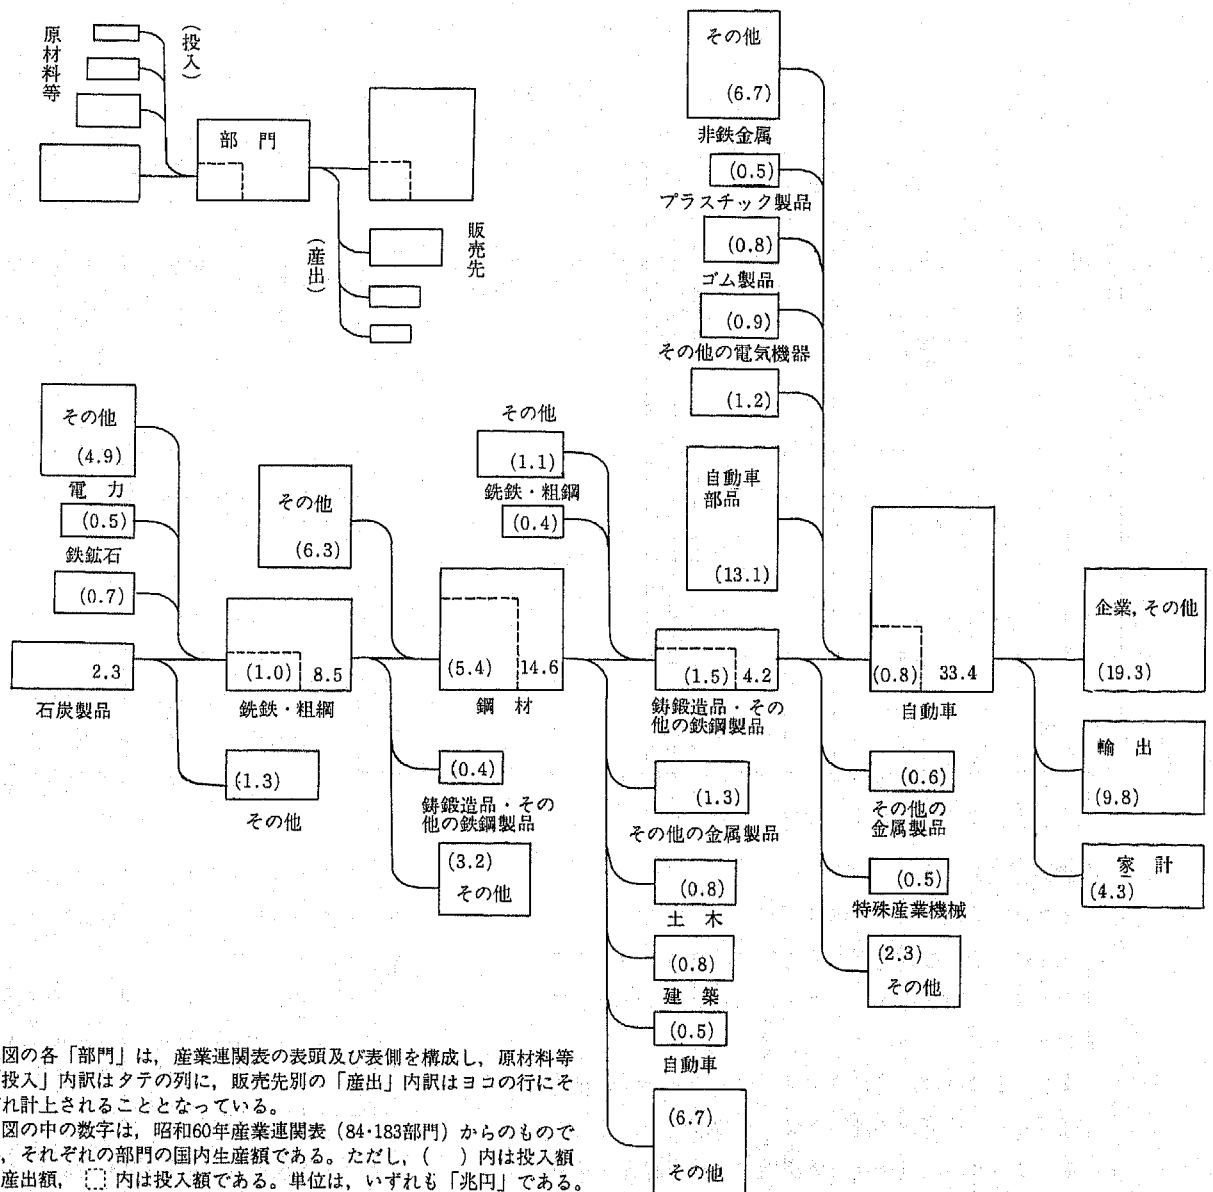 原材料等
(投入)
部 門
(産出)
販売先
その他
(6.7)
非鉄金属
(0.5)
プラスチック製品
(0.8)
ゴム製品
(0.9)
その他の電気機器
(1.2)
自動車
部品
(13.1)
その他
(4.9)
電 力
(0.5)
鉄鉱石
(0.7)
2.3
石炭製品
(1.3)
その他
その他
(6.3)
(1.0) 8.5
銑鉄・粗鋼
(0.4)
鋳鍛造品・その
他の鉄鋼製品
(3.2)
その他
その他
(1.1)
銑鉄・粗鋼
(0.4)
(5.4) 14.6
鋼 材
(1.5) 4.2
鋳鍛造品・その
他の鉄鋼製品
(1.3)
その他の金属製品
(0.8)
土 木
(0.8)
建 築
(0.5)
自動車
(6.7)
その他
(0.8) 33.4
自動車
(0.6)
その他の
金属製品
(0.5)
特殊産業機械
(2.3)
その他
企業,その他
(19.3)
輸 出
(9.8)
家 計
(4.3)
図の各「部門」は,産業連関表の表頭及び表側を構成し,原材料等
投入」内訳はタテの列に,販売先別の「産出」内訳はヨコの行にそ
れ計上されることとなっている。
図の中の数字は,昭和60年産業連関表(84・183部門)からのもので
,それぞれの部門の国内生産額である。ただし,( )内は投入額
産出額, 内は投入額である。単位は,いずれも「兆円」である。